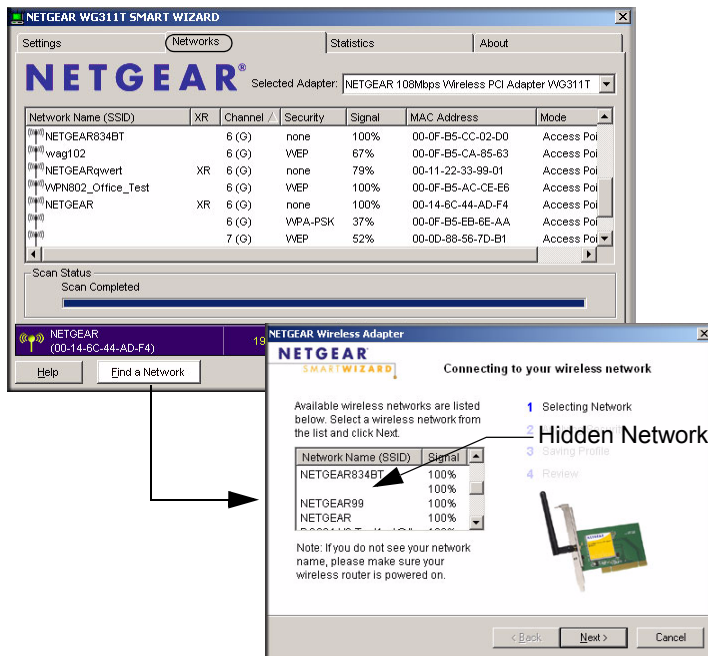 NETGEAR WG311T SMART WIZARD
Settings Networks Statistics About
NETGEAR® Selected Adapter: NETGEAR 108Mbps Wireless PCI Adapter WG311T
Network Name (SSID) XR Channel Security Signal MAC Address Mode
NETGEAR834BT 6 (G) none 100% 00-0F-B5-CC-02-D0 Access Poi
wag102 6 (G) WEP 67% 00-0F-B5-CA-85-63 Access Poi
NETGEARqwert XR 6 (G) none 79% 00-11-22-33-99-01 Access Poi
WPN802_Office_Test 6 (G) WEP 100% 00-0F-B5-AC-CE-E6 Access Poi
NETGEAR XR 6 (G) none 100% 00-14-6C-44-AD-F4 Access Poi
6 (G) WPA-PSK 37% 00-0F-B5-EB-6E-AA Access Poi
7 (G) WEP 52% 00-0D-88-56-7D-B1 Access Poi
Scan Status
Scan Completed
NETGEAR
(00-14-6C-44-AD-F4) 19
Help Find a Network
NETGEAR Wireless Adapter
NETGEAR
SMARTWIZARD
Connecting to your wireless network
Available wireless networks are listed
below. Select a wireless network from
the list and click Next.
Network Name (SSID) Signal
NETGEAR834BT 100%
100%
NETGEAR99 100%
NETGEAR 100%
Note: If you do not see your network
name, please make sure your
wireless router is powered on.
1 Selecting Network
2
Hidden Network
3 Saving Profile
4 Review
< Back Next > Cancel